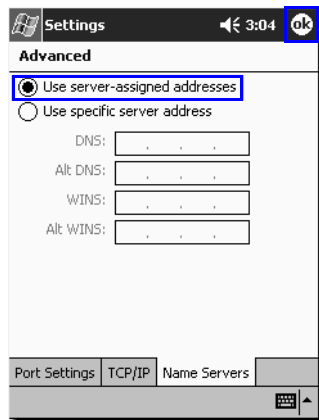 Settings 3:04 ok
Advanced
Use server-assigned addresses
Use specific server address
DNS: . . .
Alt DNS: . . .
WINS: . . .
Alt WINS: . . .
Port Settings TCP/IP Name Servers